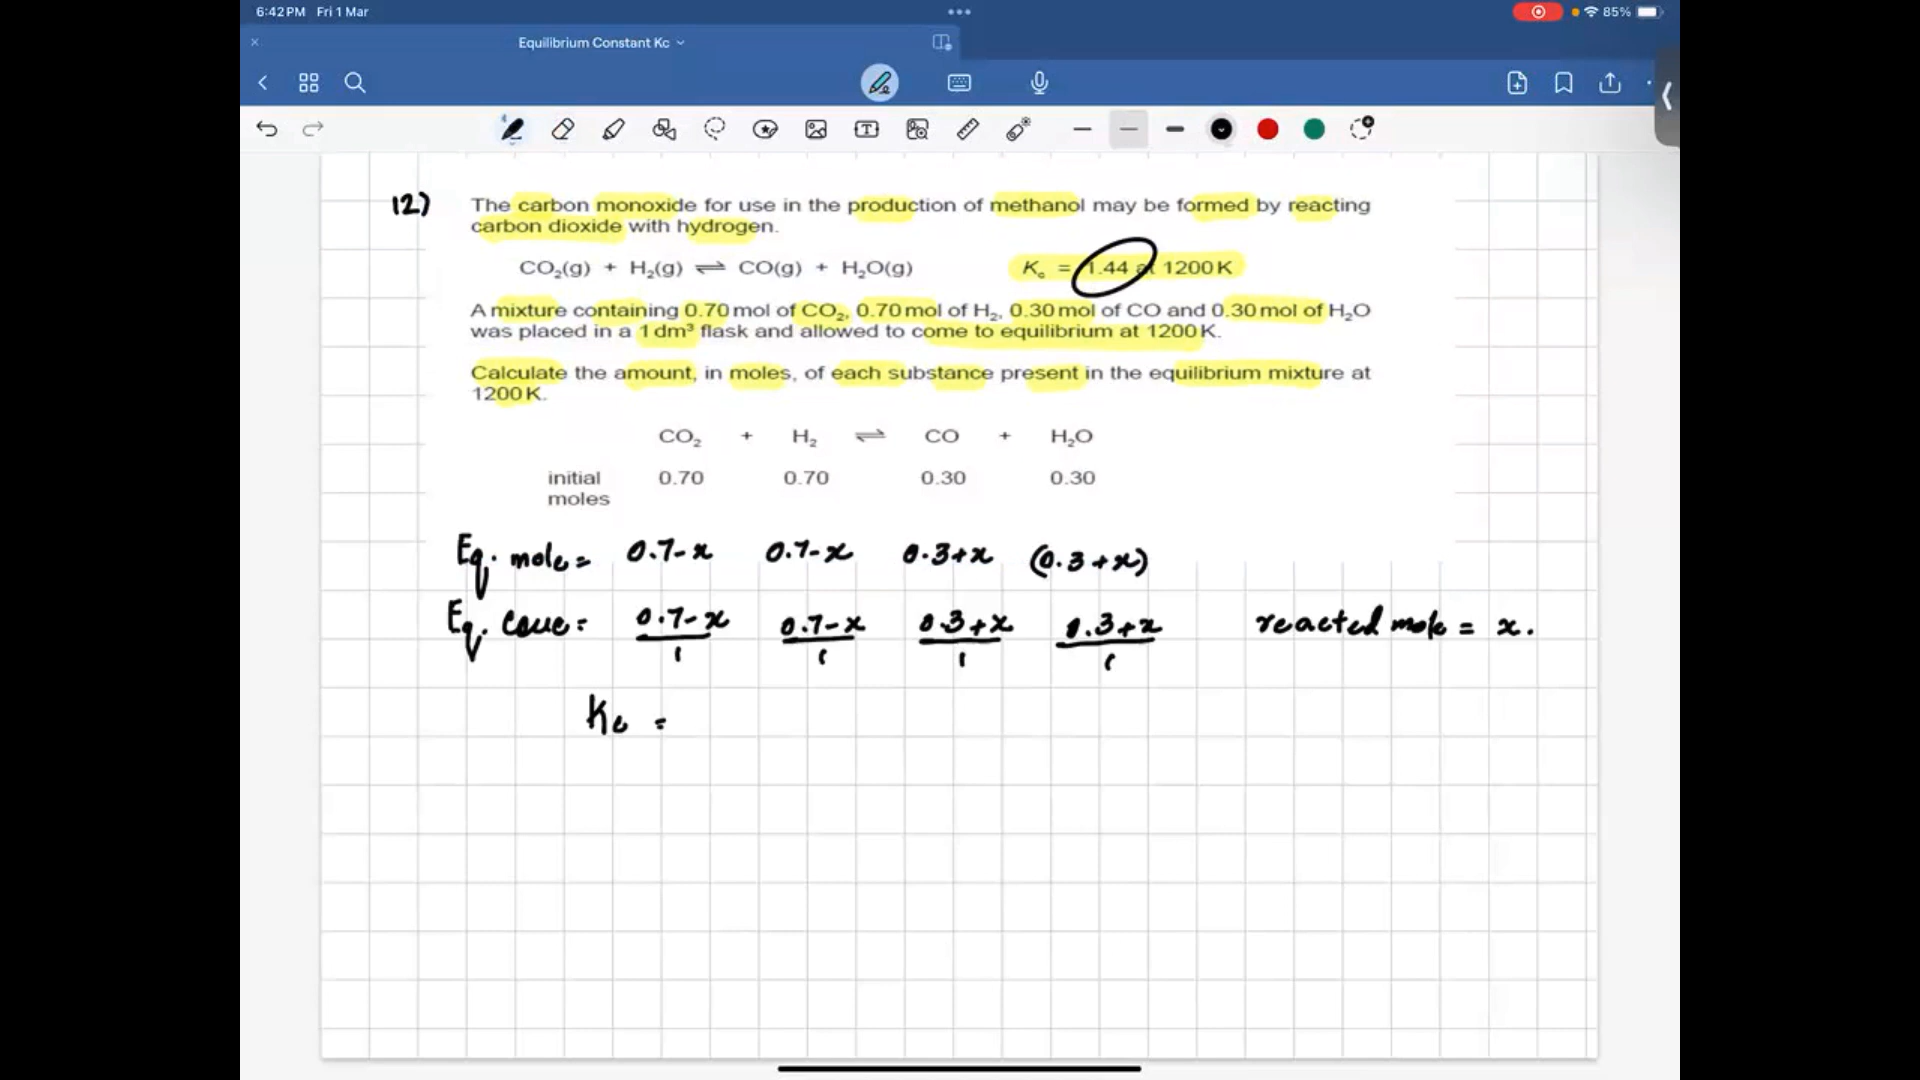 6:42 PM Fri 1 Mar
85%
Equilibrium Constant Kc
12) The carbon monoxide for use in the production of methanol may be formed by reacting
carbon dioxide with hydrogen.
CO₂(g) + H₂(g) ⇌ CO(g) + H₂O(g) K꜀ = 1.44 at 1200 K
A mixture containing 0.70 mol of CO₂, 0.70 mol of H₂, 0.30 mol of CO and 0.30 mol of H₂O
was placed in a 1 dm³ flask and allowed to come to equilibrium at 1200 K.
Calculate the amount, in moles, of each substance present in the equilibrium mixture at
1200 K.
CO₂ + H₂ ⇌ CO + H₂O
initial 0.70 0.70 0.30 0.30
moles
Eq. mole = 0.7-x 0.7-x 0.3+x (0.3+x)
Eq. conc = 0.7-x 0.7-x 0.3+x 0.3+x reacted mole = x.
1 1 1 1
Kc =